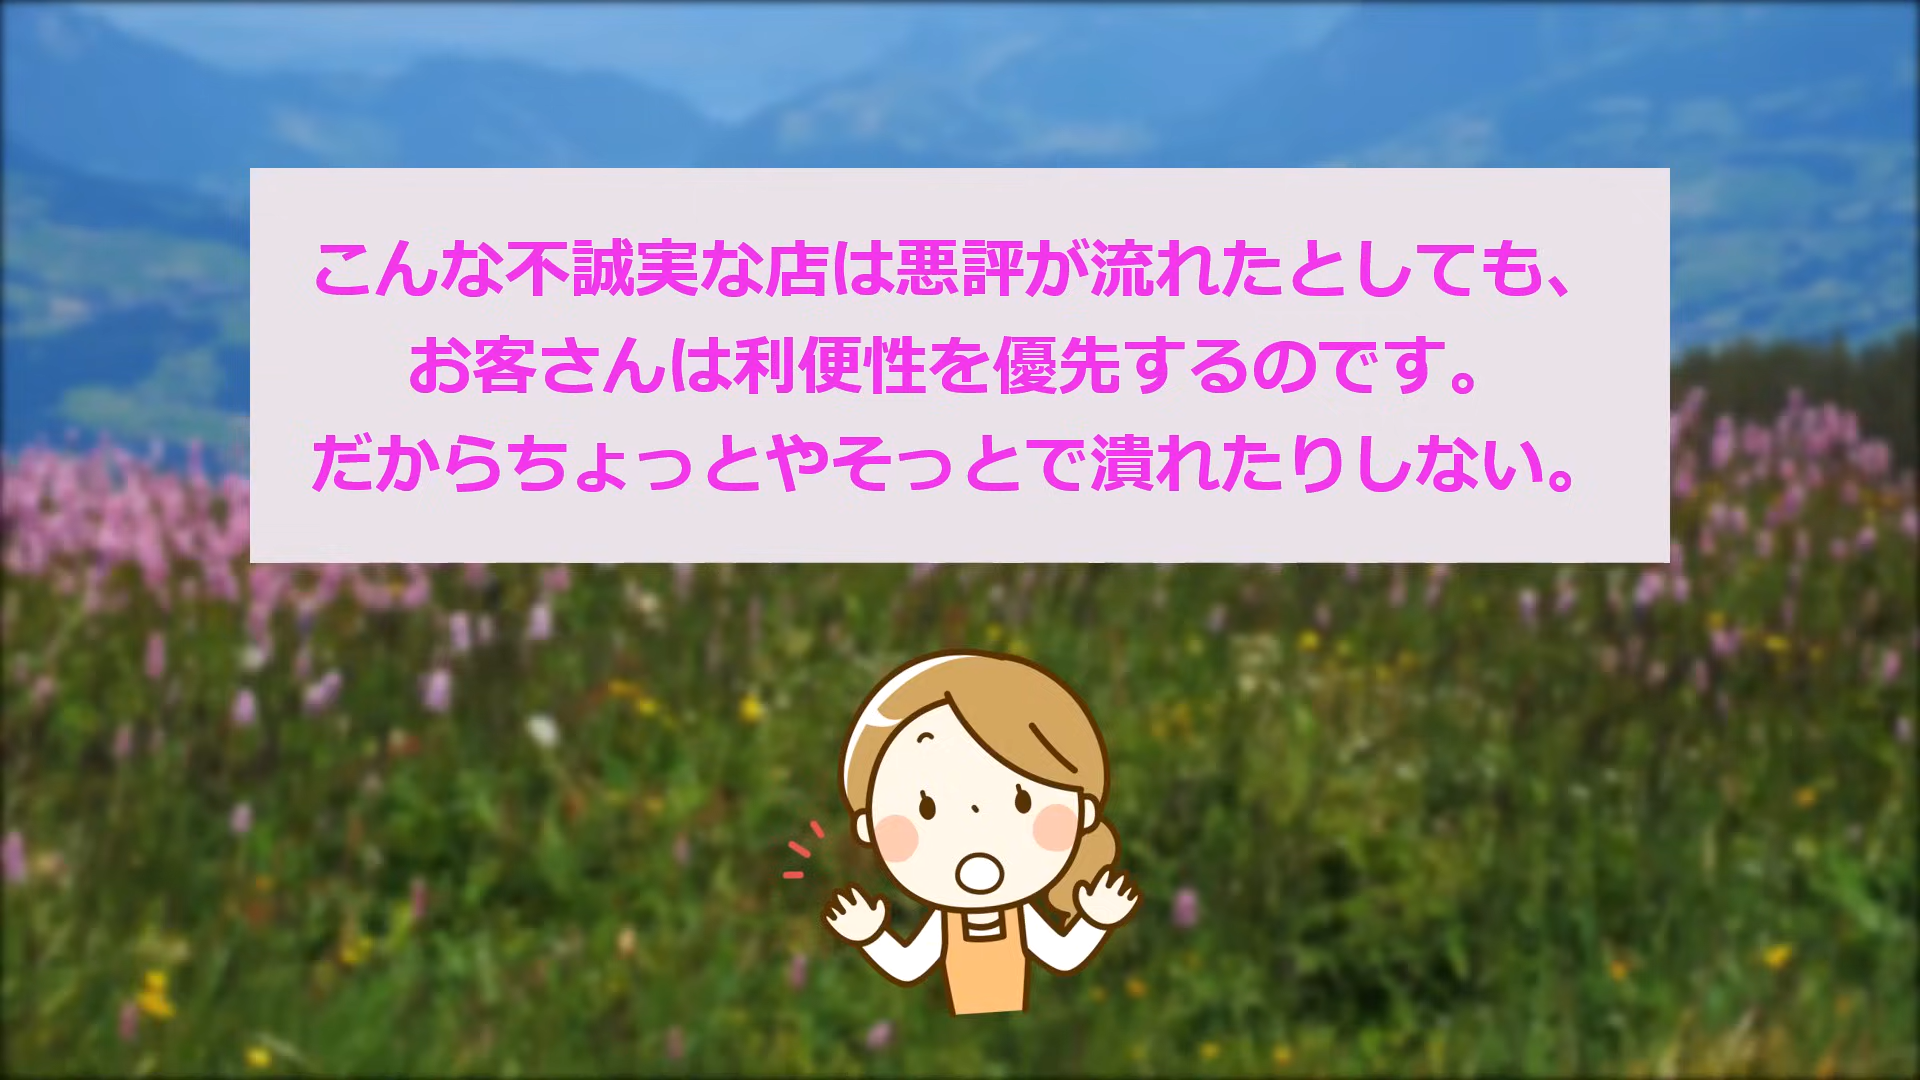 こんな不誠実な店は悪評が流れたとしても、
お客さんは利便性を優先するのです。
だからちょっとやそっとで潰れたりしない。